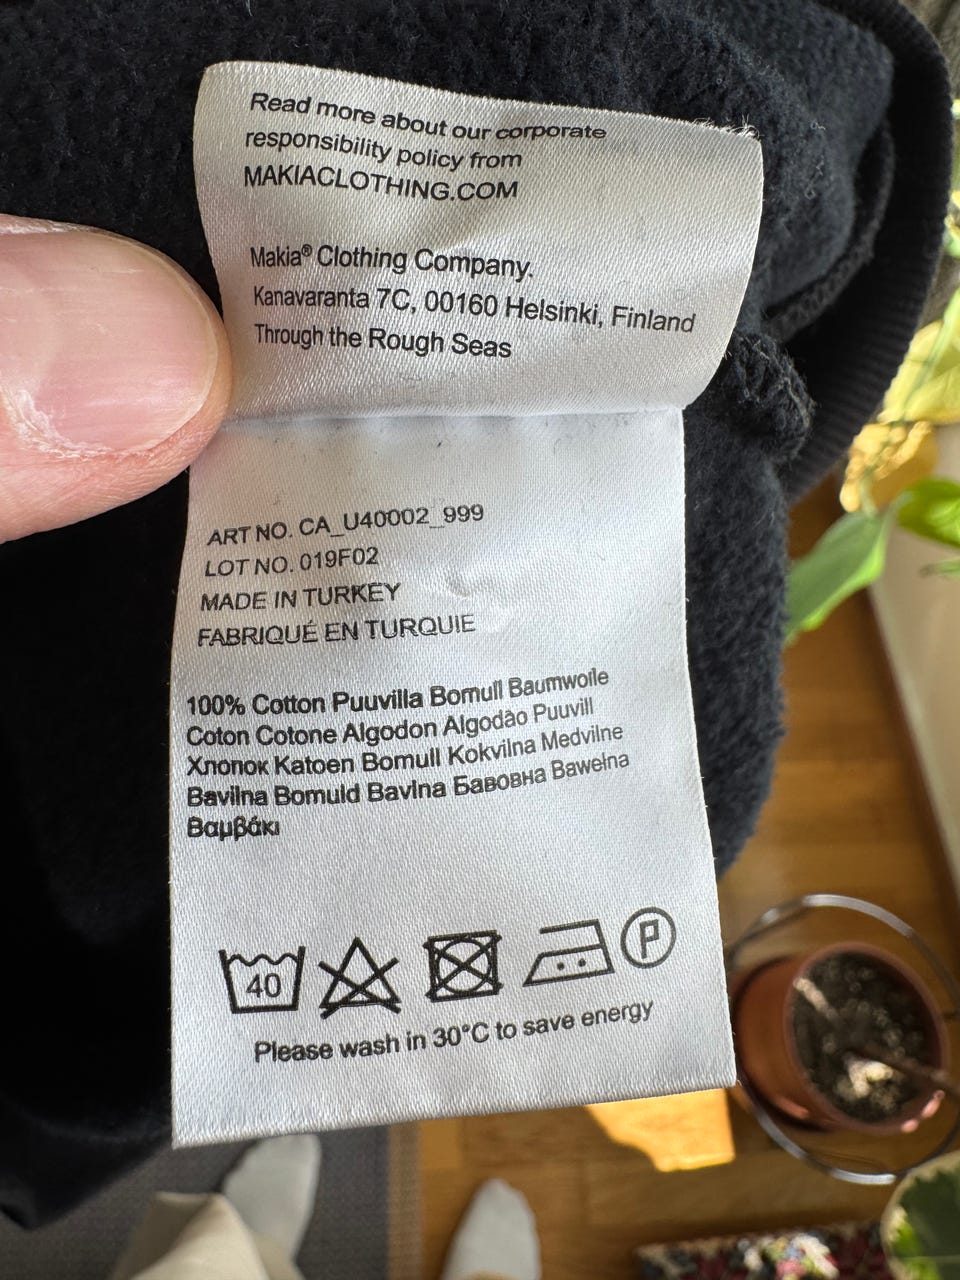 Read more about our corporate
responsibility policy from
MAKIACLOTHING.COM
Makia® Clothing Company.
Kanavaranta 7C, 00160 Helsinki, Finland
Through the Rough Seas
ART NO. CA_U40002_999
LOT NO. 019F02
MADE IN TURKEY
FABRIQUÉ EN TURQUIE
100% Cotton Puuvilla Bomull Baumwolle
Coton Cotone Algodon Algodão Puuvill
Хлопок Katoen Bomull Kokvilna Medvilne
Bavilna Bomuld Bavlna Бавовна Bawełna
Βαμβάκι
40
P
Please wash in 30°C to save energy